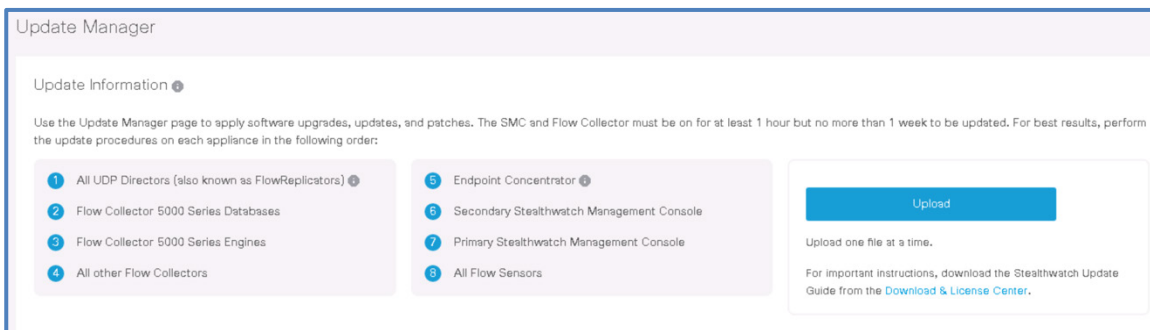 Update Manager
Update Information
Use the Update Manager page to apply software upgrades, updates, and patches. The SMC and Flow Collector must be on for at least 1 hour but no more than 1 week to be updated. For best results, perform
the update procedures on each appliance in the following order:
1 All UDP Directors (also known as FlowReplicators)
2 Flow Collector 5000 Series Databases
3 Flow Collector 5000 Series Engines
4 All other Flow Collectors
5 Endpoint Concentrator
6 Secondary Stealthwatch Management Console
7 Primary Stealthwatch Management Console
8 All Flow Sensors
Upload
Upload one file at a time.
For important instructions, download the Stealthwatch Update
Guide from the Download & License Center.